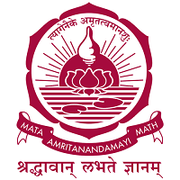 त्यागेनैके अमृतत्वमानशुः
MATA AMRITANANDAMAYI MATH
श्रद्धावान् लभते ज्ञानम्